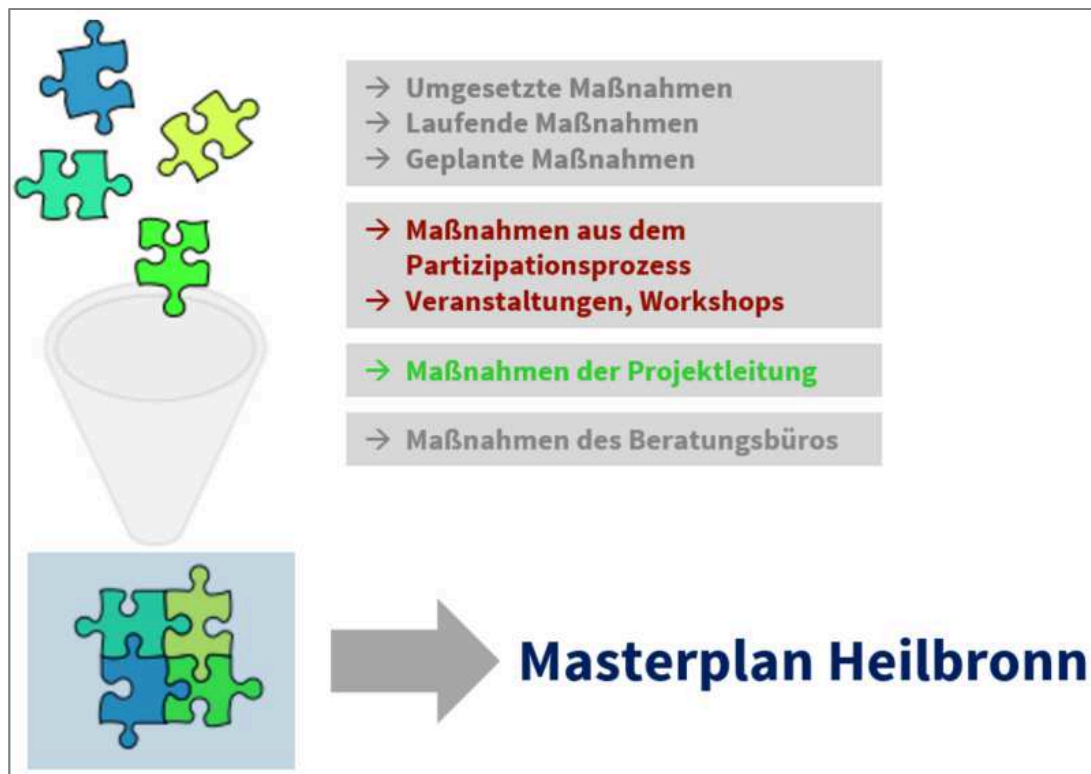 → Umgesetzte Maßnahmen
→ Laufende Maßnahmen
→ Geplante Maßnahmen
→ Maßnahmen aus dem
Partizipationsprozess
→ Veranstaltungen, Workshops
→ Maßnahmen der Projektleitung
→ Maßnahmen des Beratungsbüros
Masterplan Heilbronn